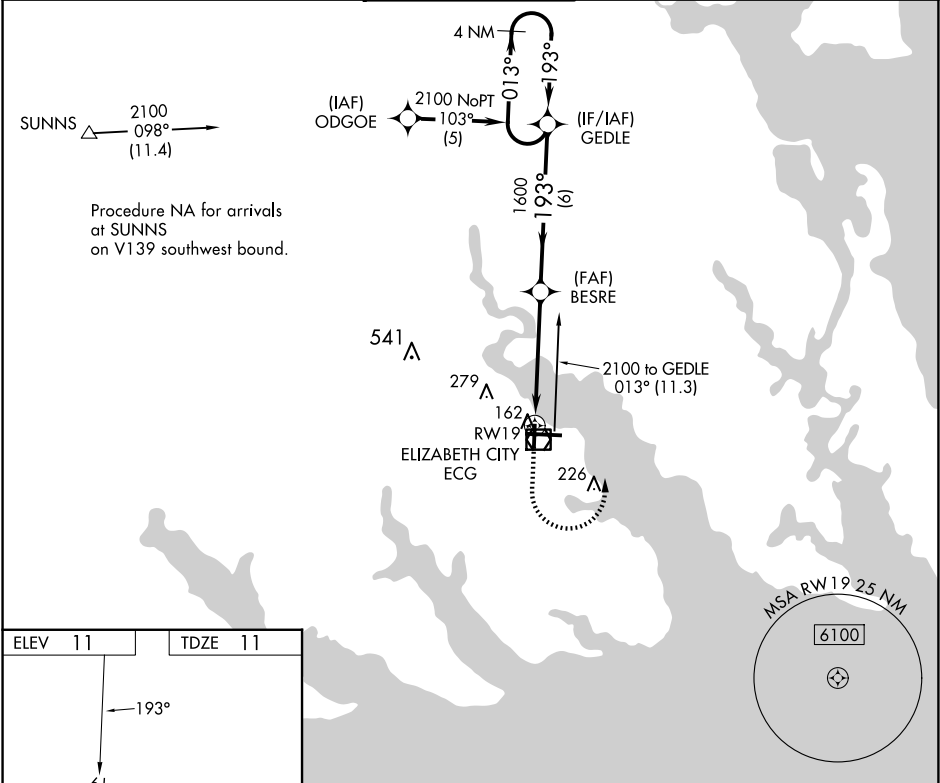 4 NM
013°
193°
SUNNS
2100
098°
(11.4)
(IAF)
ODGOE
2100 NoPT
103°
(5)
(IF/IAF)
GEDLE
Procedure NA for arrivals
at SUNNS
on V139 southwest bound.
1600
193°
(6)
(FAF)
BESRE
541
279
2100 to GEDLE
013° (11.3)
162
RW19
ELIZABETH CITY
ECG
226
MSA RW19 25 NM
6100
ELEV 11
TDZE 11
193°